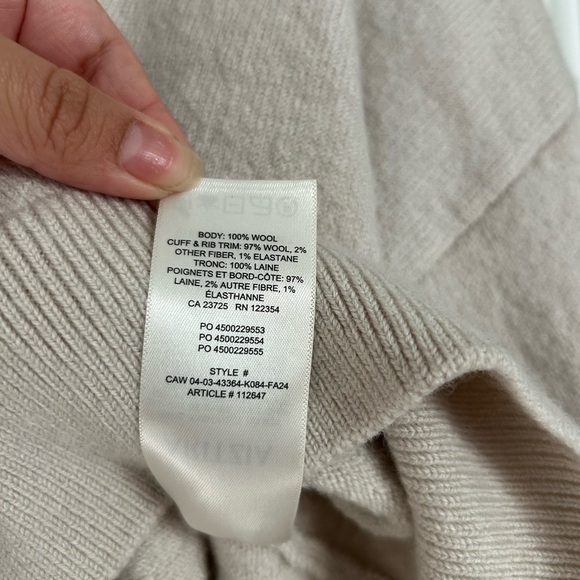 BODY: 100% WOOL
CUFF & RIB TRIM: 97% WOOL, 2%
OTHER FIBER, 1% ELASTANE
TRONC: 100% LAINE
POIGNETS ET BORD-CÔTE: 97%
LAINE, 2% AUTRE FIBRE, 1%
ÉLASTHANNE
CA 23725 RN 122354
PO 4500229553
PO 4500229554
PO 4500229555
STYLE #
CAW 04-03-43364-K084-FA24
ARTICLE # 112647